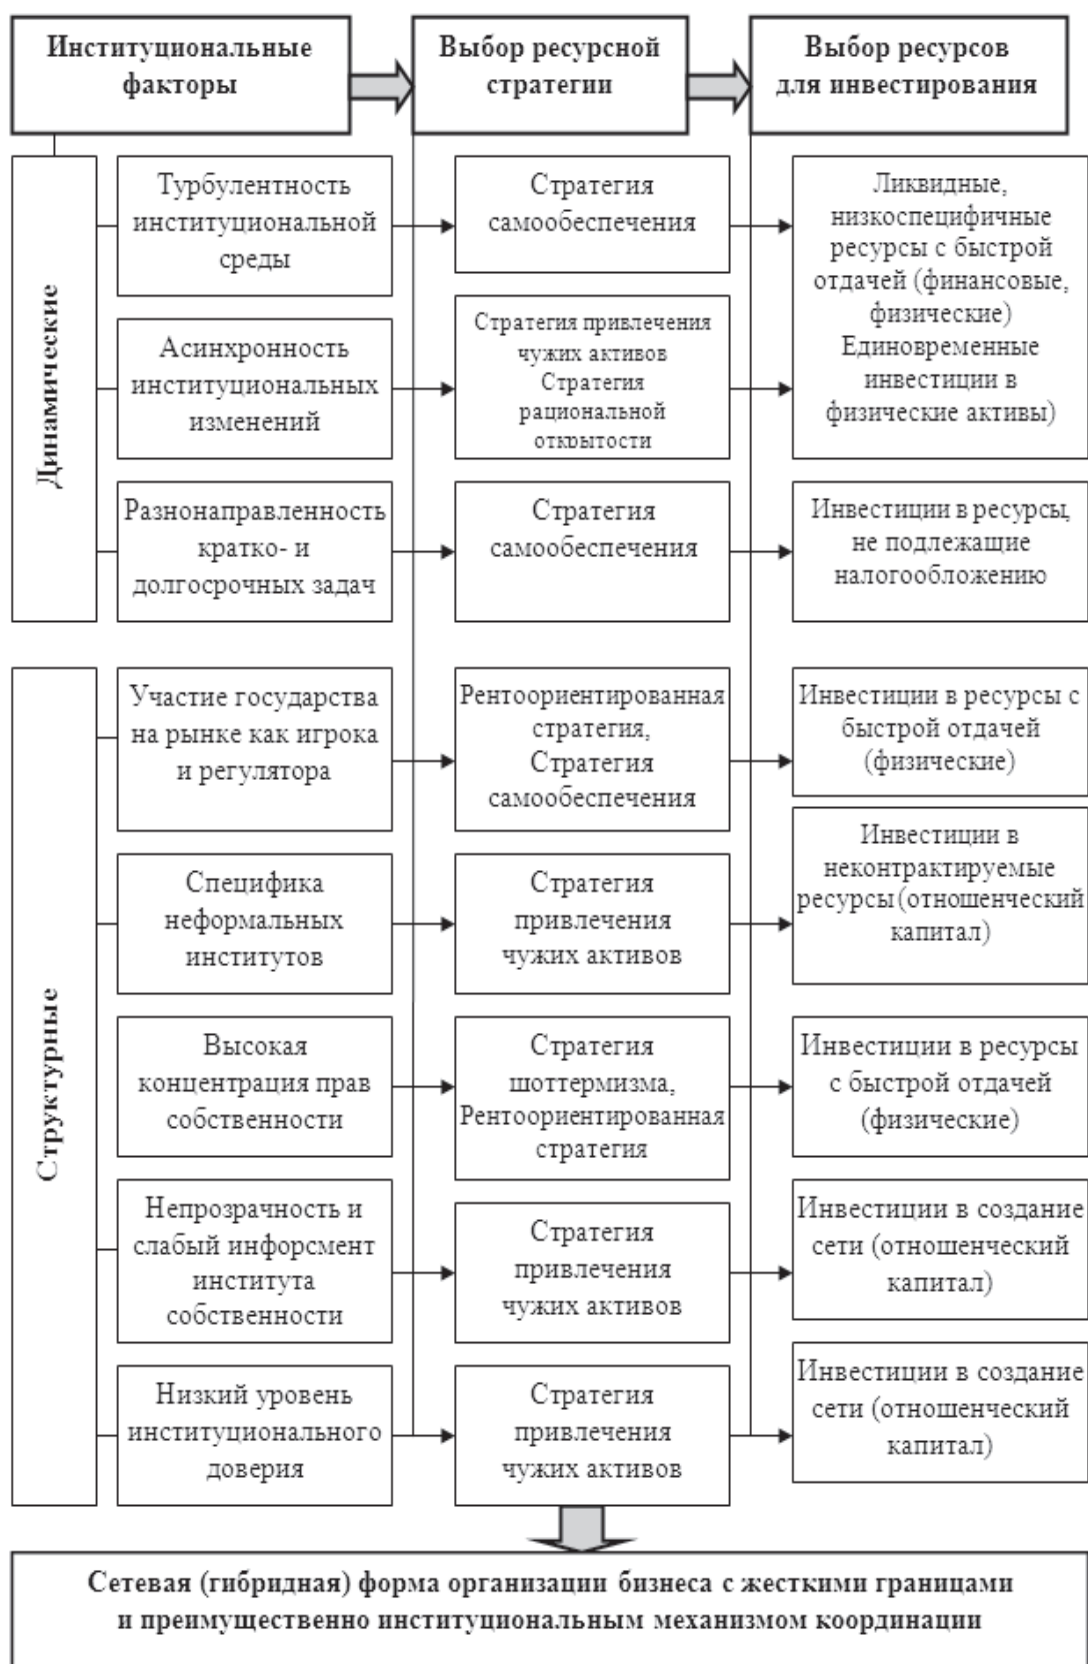 Институциональные
факторы
Выбор ресурсной
стратегии
Выбор ресурсов
для инвестирования
Динамические
Турбулентность
институциональной
среды
Стратегия
самообеспечения
Ликвидные,
низкоспецифичные
ресурсы с быстрой
отдачей (финансовые,
физические)
Единовременные
инвестиции в
физические активы)
Асинхронность
институциональных
изменений
Стратегия привлечения
чужих активов
Стратегия
рациональной
открытости
Разнонаправленность
кратко- и
долгосрочных задач
Стратегия
самообеспечения
Инвестиции в ресурсы,
не подлежащие
налогообложению
Структурные
Участие государства
на рынке как игрока
и регулятора
Рентоориентированная
стратегия,
Стратегия
самообеспечения
Инвестиции в ресурсы с
быстрой отдачей
(физические)
Специфика
неформальных
институтов
Стратегия
привлечения
чужих активов
Инвестиции в
неконтрактируемые
ресурсы (отношенческий
капитал)
Высокая
концентрация прав
собственности
Стратегия
шоттермизма,
Рентоориентированная
стратегия
Инвестиции в ресурсы
с быстрой отдачей
(физические)
Непрозрачность и
слабый инфорсмент
института
собственности
Стратегия
привлечения
чужих активов
Инвестиции в создание
сети (отношенческий
капитал)
Низкий уровень
институционального
доверия
Стратегия
привлечения
чужих активов
Инвестиции в создание
сети (отношенческий
капитал)
Сетевая (гибридная) форма организации бизнеса с жесткими границами
и преимущественно институциональным механизмом координации